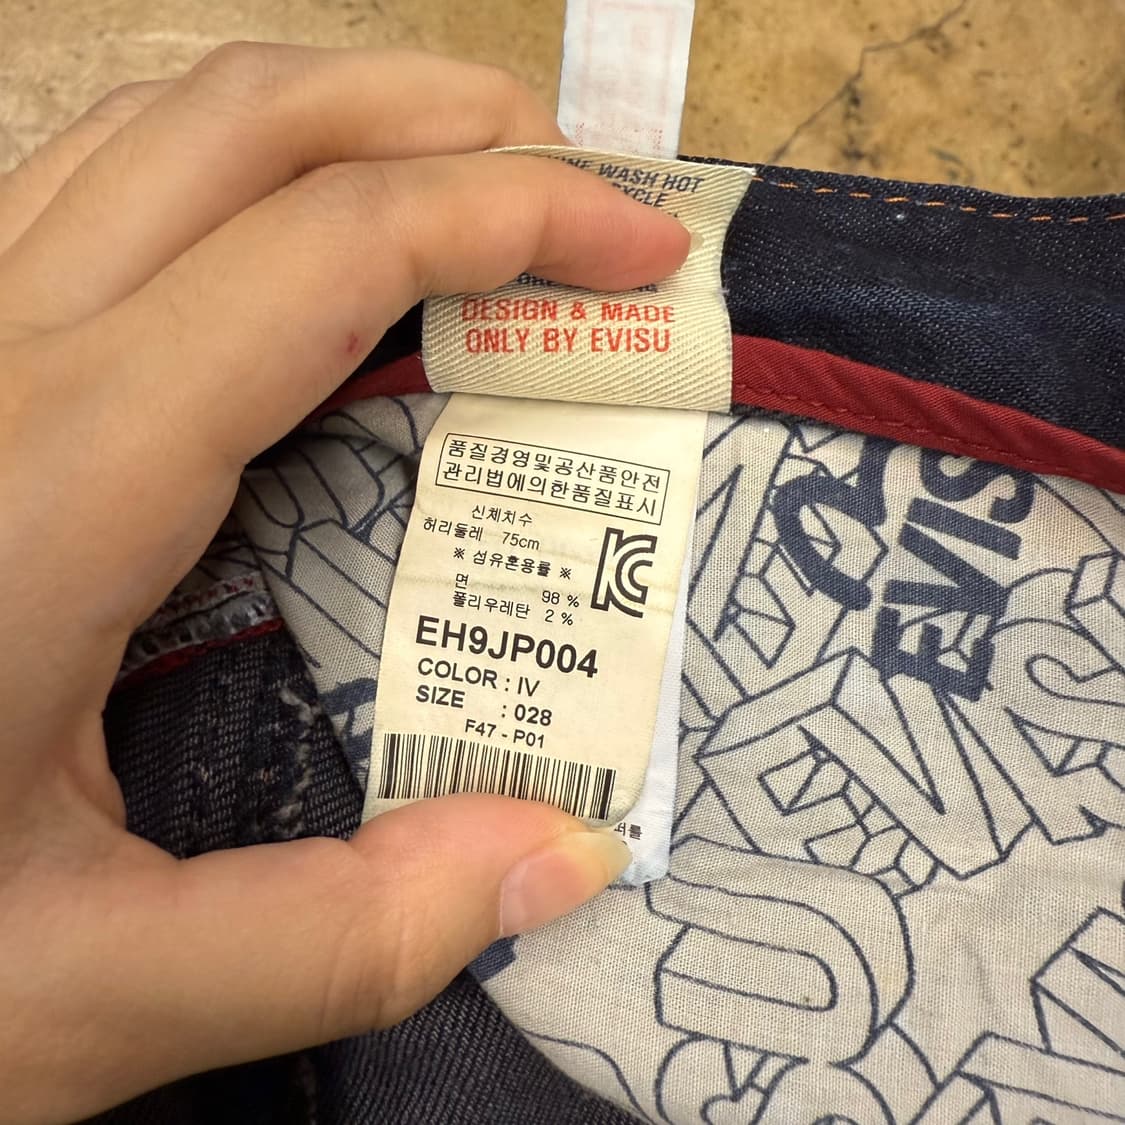 WASH HOT
DESIGN & MADE
ONLY BY EVISU
품질경영및공산품안전
관리법에의한품질표시
신체치수
허리둘레 75cm
※ 섬유혼용률 ※
면 98 %
폴리우레탄 2 %
EH9JP004
COLOR : IV
SIZE : 028
F47 - P01
EVIS